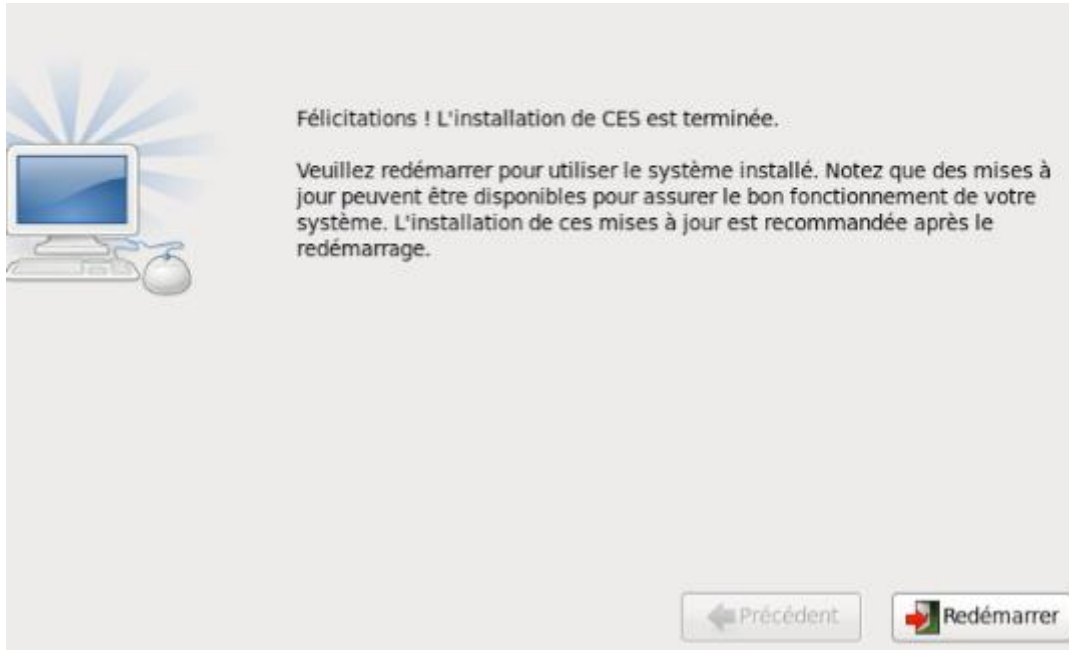 Félicitations ! L'installation de CES est terminée.
Veuillez redémarrer pour utiliser le système installé. Notez que des mises à
jour peuvent être disponibles pour assurer le bon fonctionnement de votre
système. L'installation de ces mises à jour est recommandée après le
redémarrage.
Précédent
Redémarrer